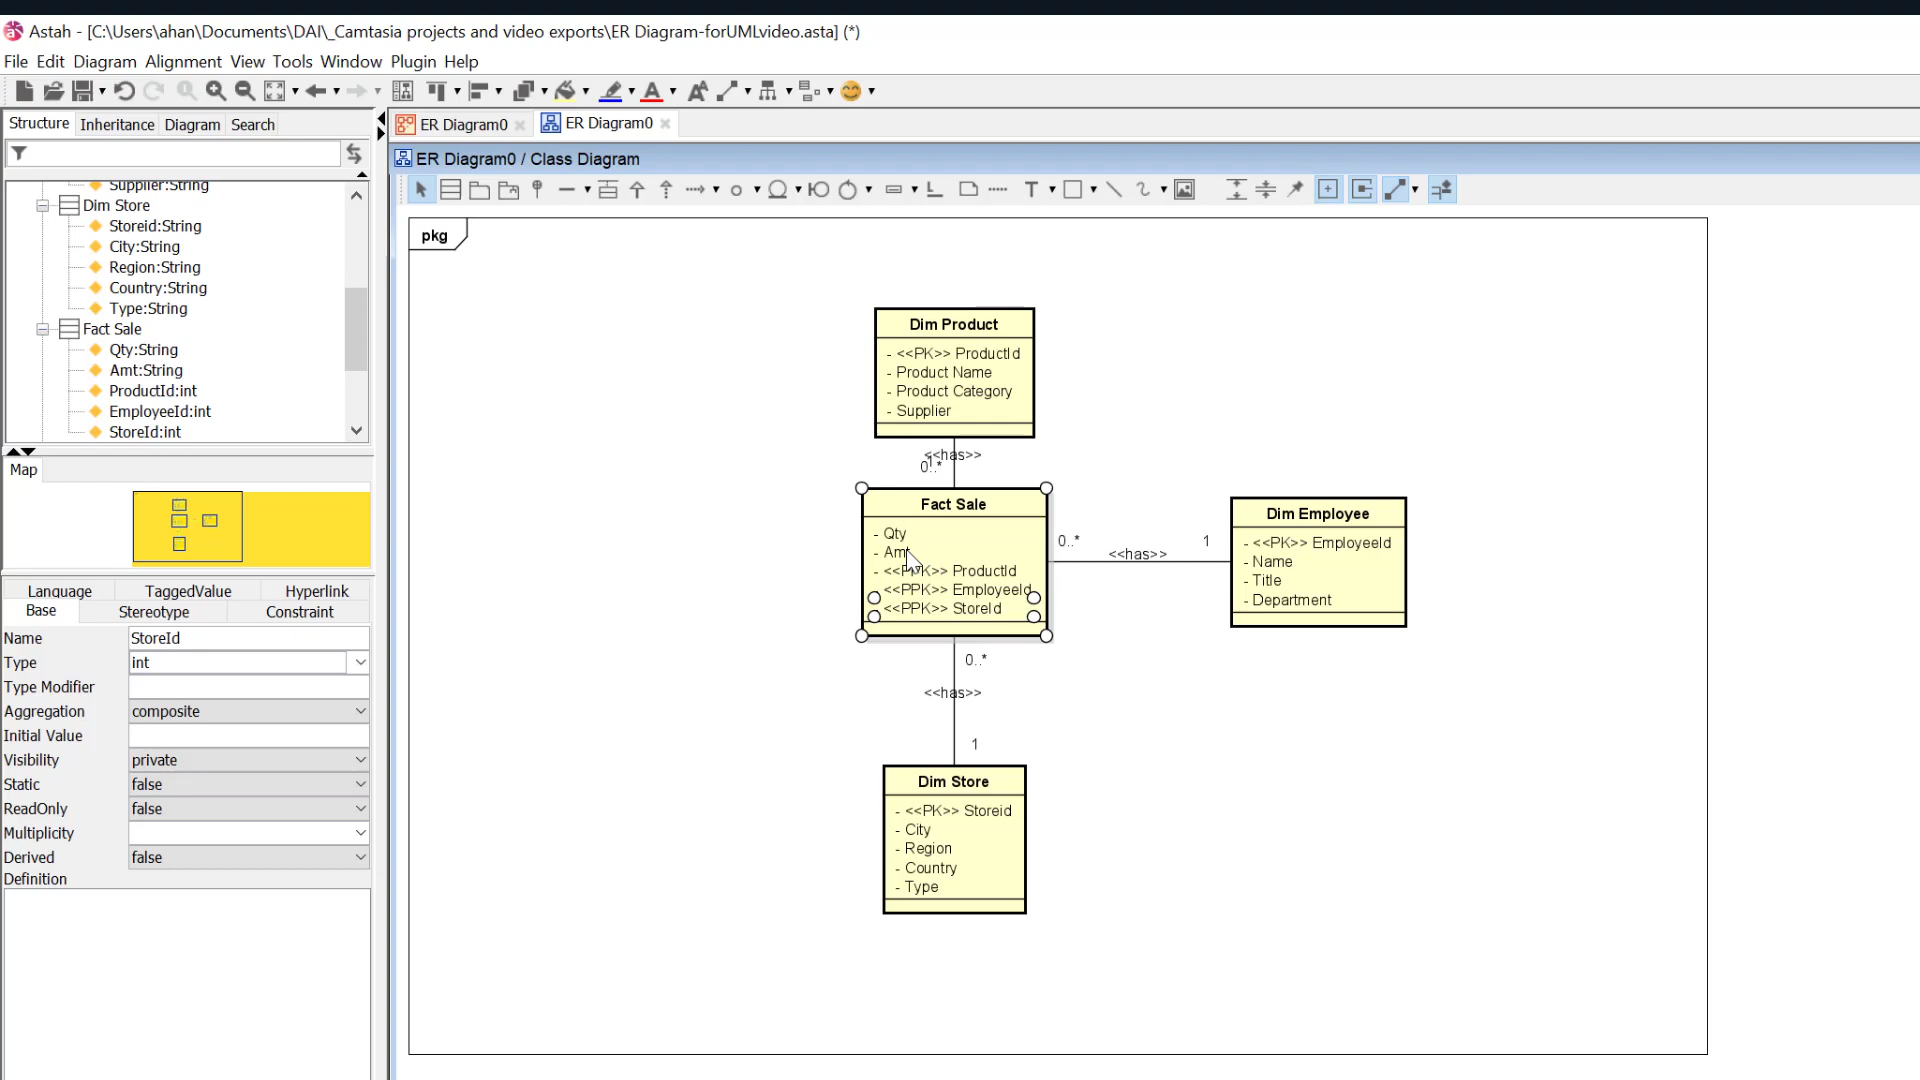 Astah - [C:\Users\ahan\Documents\DAI\_Camtasia projects and video exports\ER Diagram-forUMLvideo.asta] (*)
File Edit Diagram Alignment View Tools Window Plugin Help
Structure Inheritance Diagram Search
ER Diagram0
ER Diagram0
ER Diagram0 / Class Diagram
Supplier:String
Dim Store
Storeid:String
City:String
Region:String
Country:String
Type:String
Fact Sale
Qty:String
Amt:String
ProductId:int
EmployeeId:int
StoreId:int
Map
Language TaggedValue Hyperlink
Base Stereotype Constraint
Name StoreId
Type int
Type Modifier
Aggregation composite
Initial Value
Visibility private
Static false
ReadOnly false
Multiplicity
Derived false
Definition
pkg
Dim Product
- <<PK>> ProductId
- Product Name
- Product Category
- Supplier
<<has>>
1
0..*
Fact Sale
- Qty
- Amt
- <<PPK>> ProductId
<<PPK>> EmployeeId
<<PPK>> StoreId
0..*
<<has>>
1
Dim Employee
- <<PK>> EmployeeId
- Name
- Title
- Department
0..*
<<has>>
1
Dim Store
- <<PK>> Storeid
- City
- Region
- Country
- Type